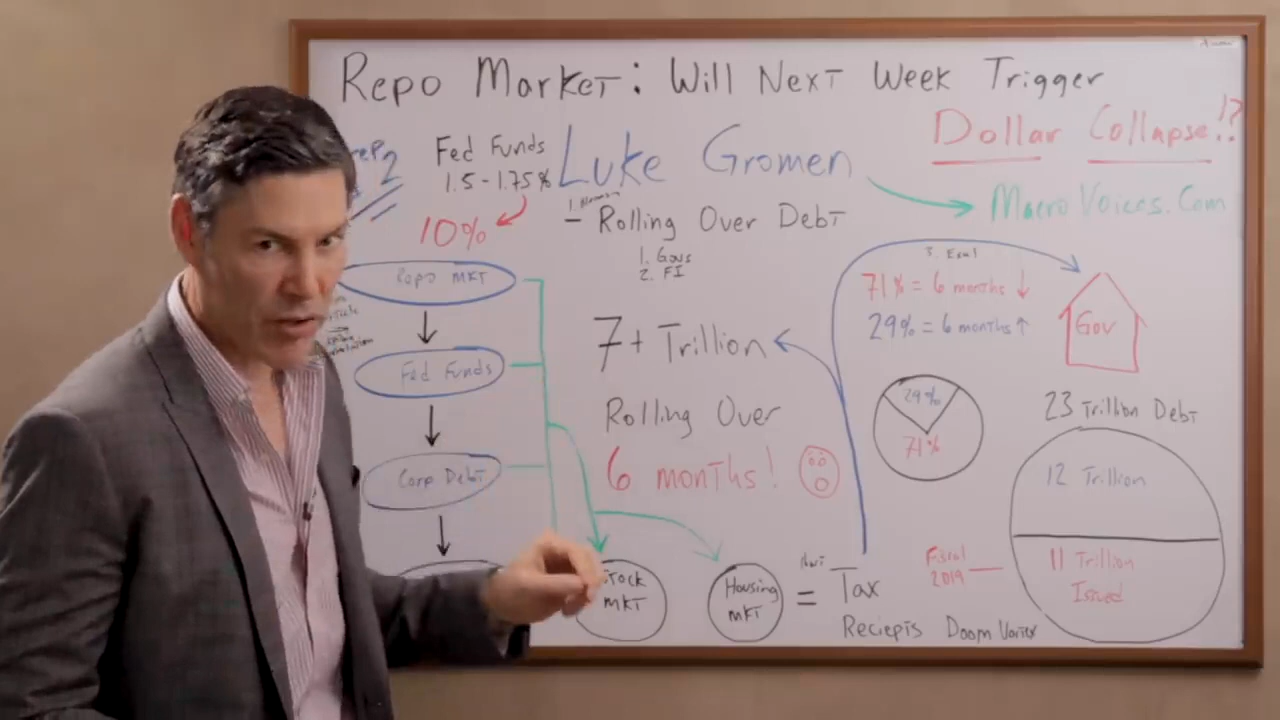 Repo Market: Will Next Week Trigger
Dollar Collapse!?
2
Fed Funds
1.5-1.75%
10%
Luke Gromen
MacroVoices.Com
- Rolling Over Debt
1. Govs
2. FI
Repo MKT
Fed Funds
Corp Debt
7+ Trillion
Rolling Over
6 months!
71% = 6 months ↓
29% = 6 months ↑
Gov
29%
71%
23 Trillion Debt
12 Trillion
11 Trillion
Issued
Fiscal
2019
Stock
MKT
Housing
MKT
=
Tax
Reciepts Doom Vortex